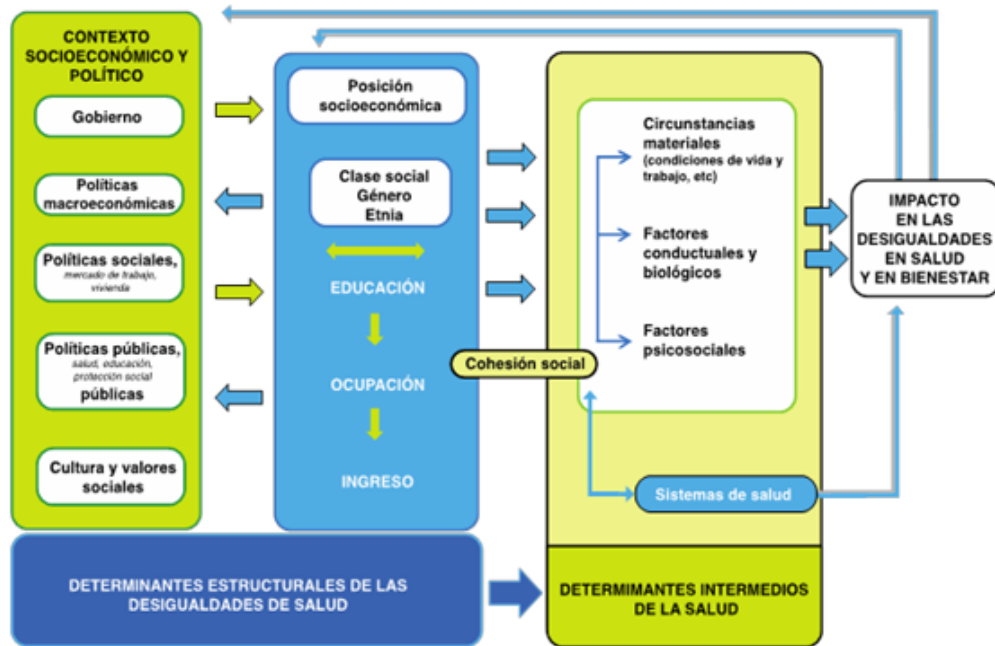 CONTEXTO
SOCIOECONÓMICO Y
POLÍTICO
Gobierno
Políticas
macroeconómicas
Políticas sociales,
mercado de trabajo,
vivienda
Políticas públicas,
salud, educación,
protección social
públicas
Cultura y valores
sociales
Posición
socioeconómica
Clase social
Género
Etnia
EDUCACIÓN
OCUPACIÓN
INGRESO
Cohesión social
Circunstancias
materiales
(condiciones de vida y
trabajo, etc)
Factores
conductuales y
biológicos
Factores
psicosociales
Sistemas de salud
IMPACTO
EN LAS
DESIGUALDADES
EN SALUD
Y EN BIENESTAR
DETERMINANTES ESTRUCTURALES DE LAS
DESIGUALDADES DE SALUD
DETERMIMANTES INTERMEDIOS
DE LA SALUD